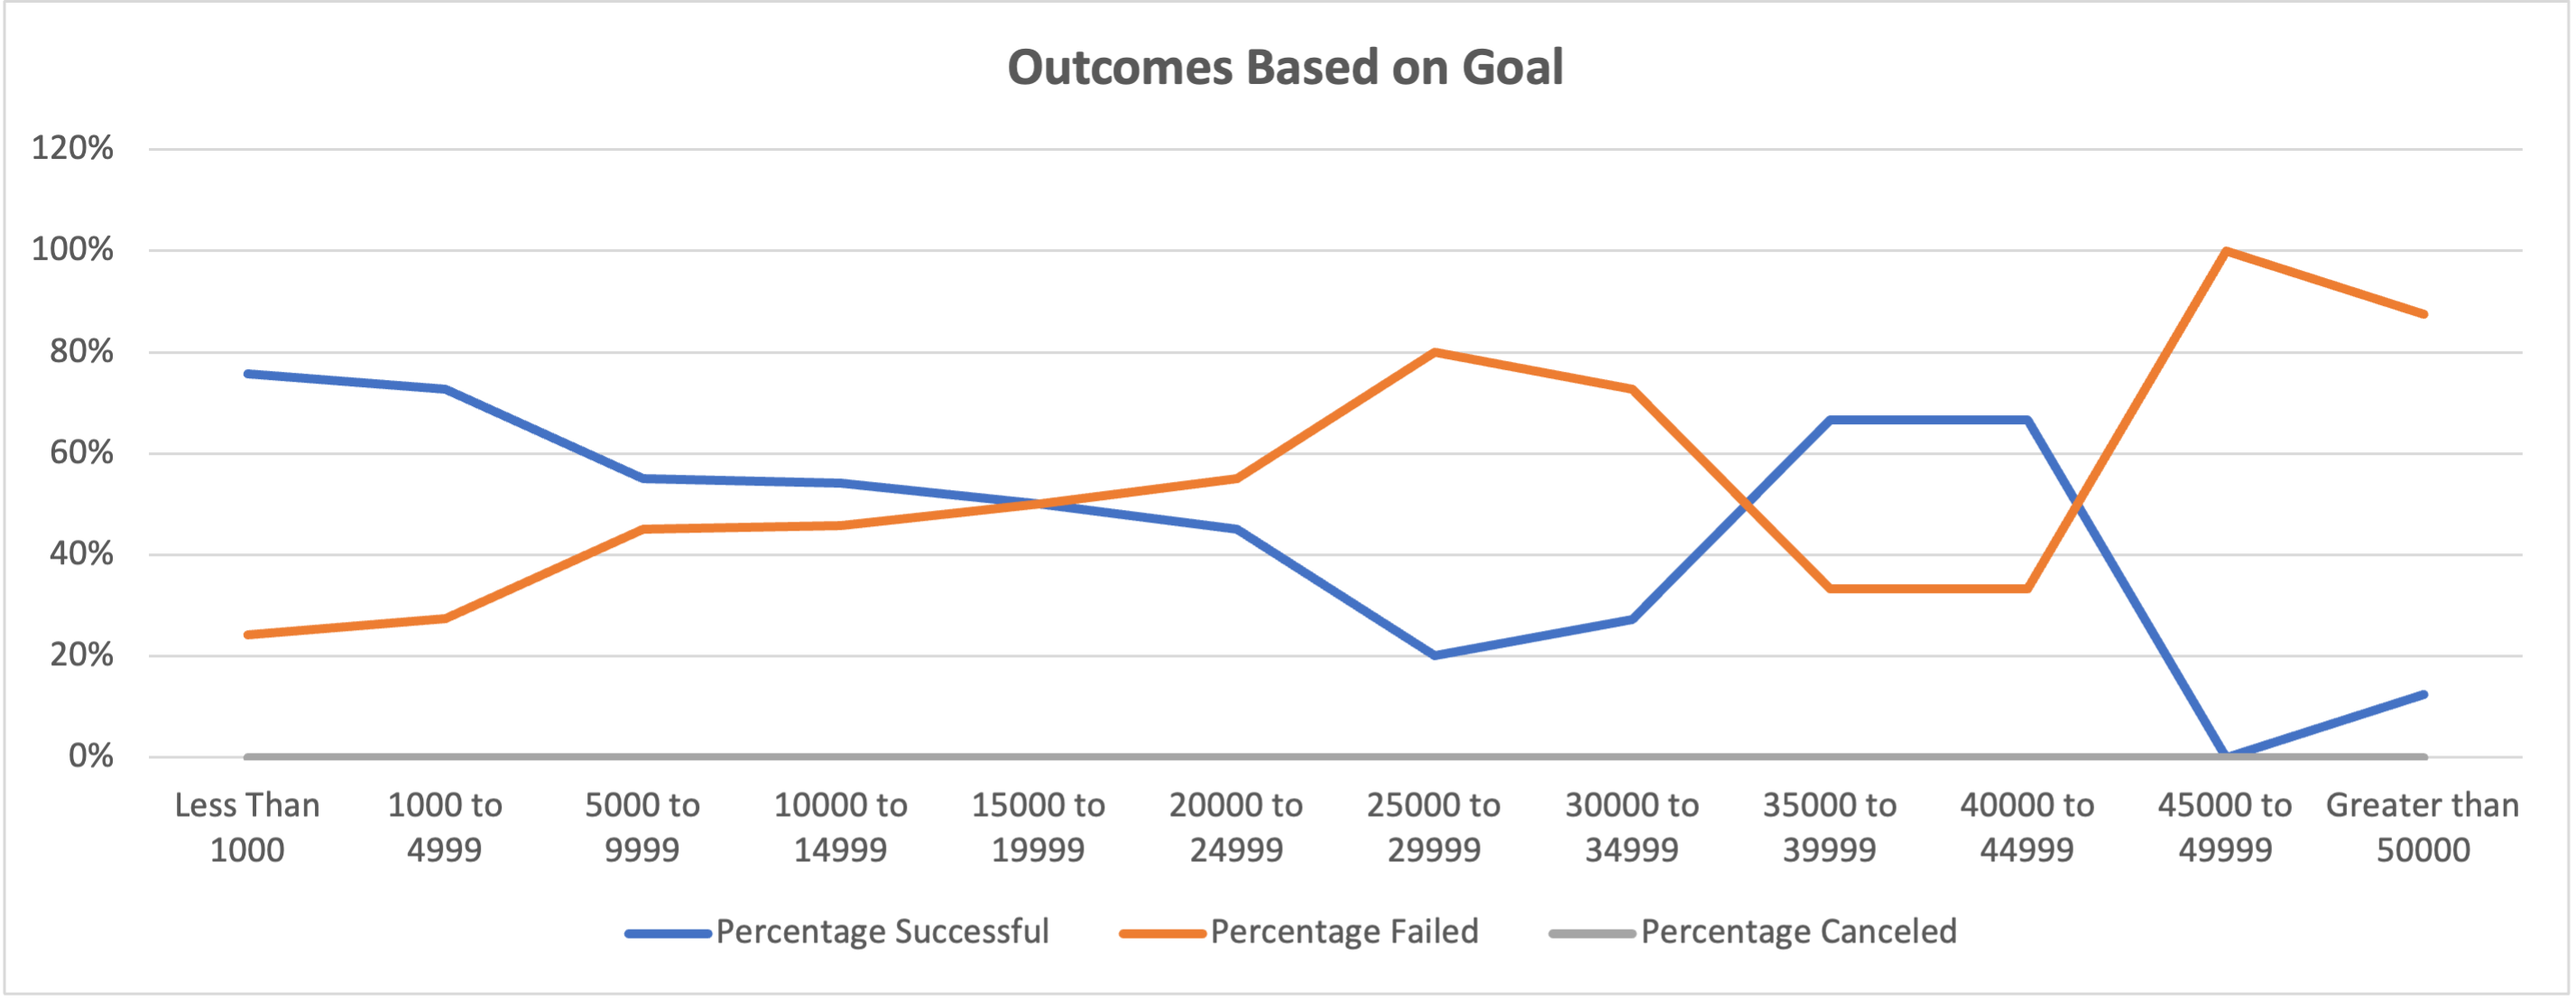 Outcomes Based on Goal
120%
100%
80%
60%
40%
20%
0%
Less Than 1000
1000 to 4999
5000 to 9999
10000 to 14999
15000 to 19999
20000 to 24999
25000 to 29999
30000 to 34999
35000 to 39999
40000 to 44999
45000 to 49999
Greater than 50000
Percentage Successful
Percentage Failed
Percentage Canceled